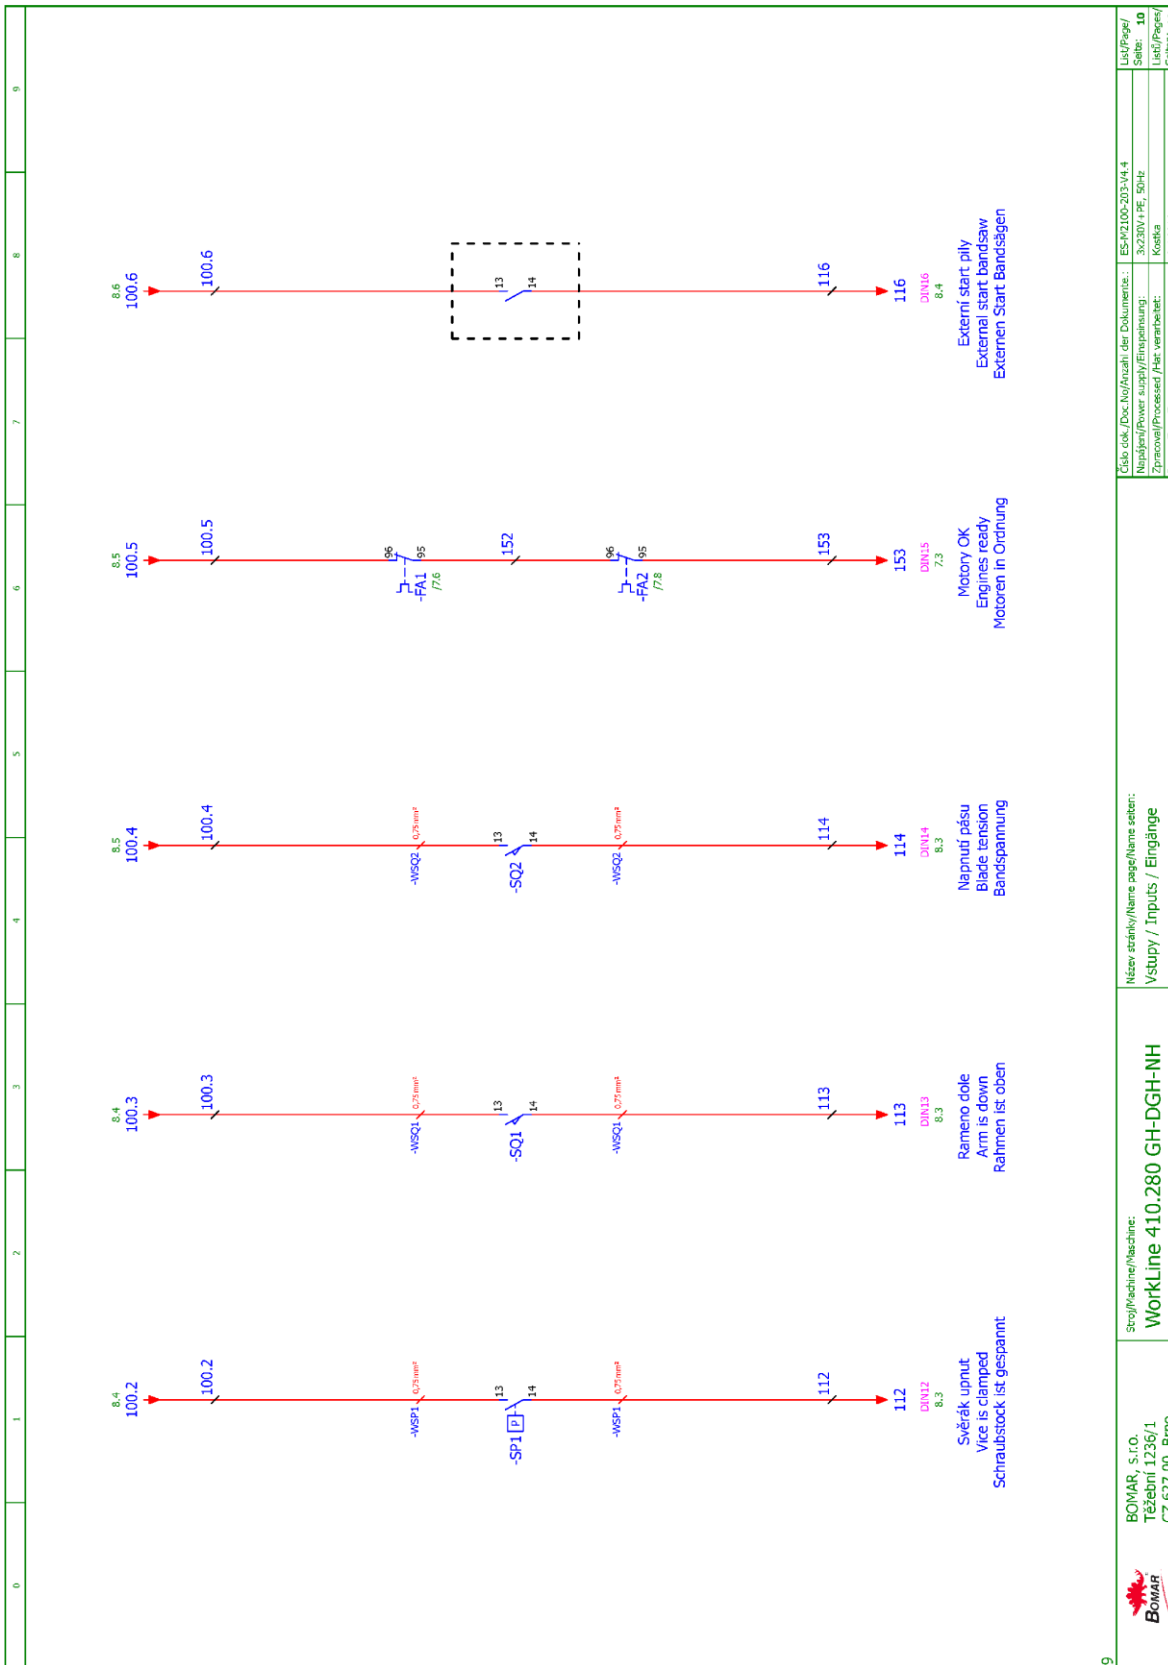 0
1
2
3
4
5
6
7
8
9
8.4
100.2
100.2
-WSP1
0,75mm²
13
-SP1
P
14
-WSP1
0,75mm²
112
112
DIN12
8.3
Svěrák upnut
Vice is clamped
Schraubstock ist gespannt
8.4
100.3
100.3
-WSQ1
0,75mm²
13
-SQ1
14
-WSQ1
0,75mm²
113
113
DIN13
8.3
Rameno dole
Arm is down
Rahmen ist oben
8.5
100.4
100.4
-WSQ2
0,75mm²
13
-SQ2
14
-WSQ2
0,75mm²
114
114
DIN14
8.3
Napnutí pásu
Blade tension
Bandspannung
8.5
100.5
100.5
96
95
-FA1
/7.6
152
96
95
-FA2
/7.8
153
153
DIN15
7.3
Motory OK
Engines ready
Motoren in Ordnung
8.6
100.6
100.6
13
14
116
116
DIN16
8.4
Externí start pily
External start bandsaw
Externen Start Bandsägen
9
BOMAR
BOMAR, s.r.o.
Těžební 1236/1
CZ 627 00, Brno
Stroj/Machine/Maschine:
WorkLine 410.280 GH-DGH-NH
Název stránky/Name page/Name seiten:
Vstupy / Inputs / Eingänge
Číslo dok./Doc.No/Anzahl der Dokumente.:
ES-M2100-203-V4.4
Napájení/Power supply/Einspeinsung:
3x230V+PE, 50Hz
Zpracoval/Processed /Hat verarbeitet:
Kostka
List/Page/
Seite:
10
Listů/Pages/